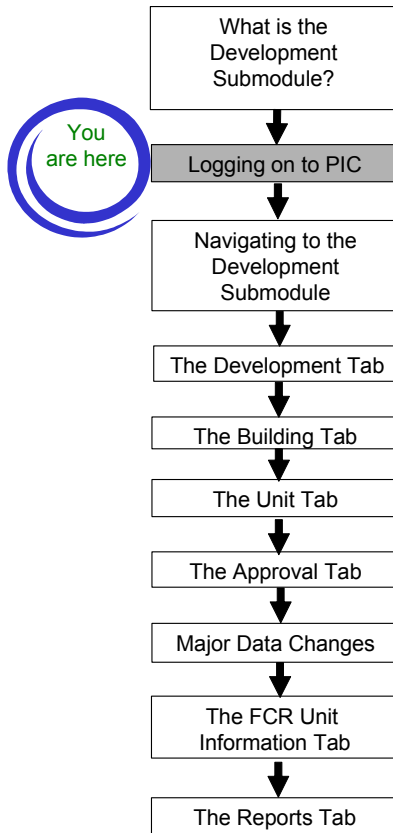 What is the
Development
Submodule?
You
are here
Logging on to PIC
Navigating to the
Development
Submodule
The Development Tab
The Building Tab
The Unit Tab
The Approval Tab
Major Data Changes
The FCR Unit
Information Tab
The Reports Tab